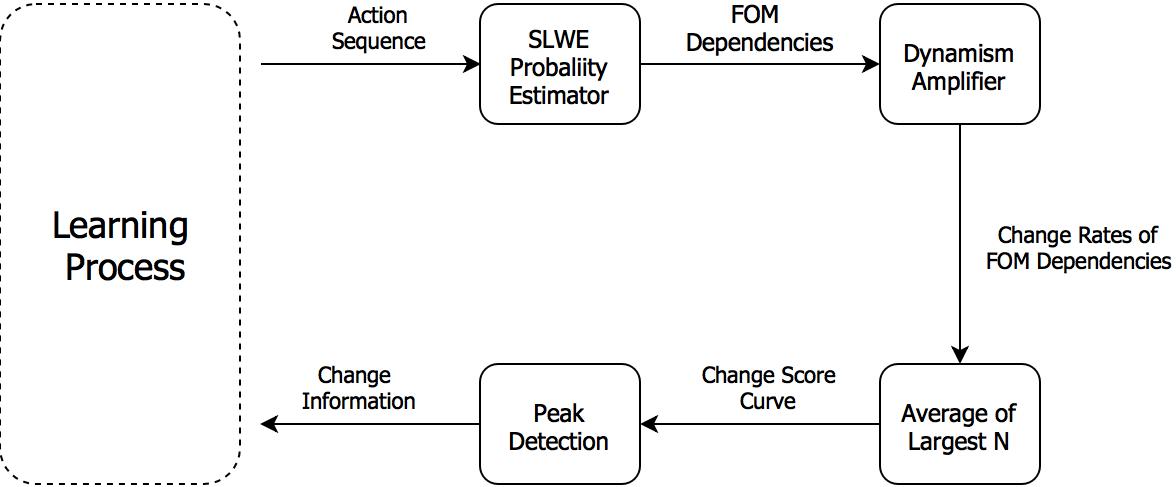 Action
Sequence
SLWE
Probaliity
Estimator
FOM
Dependencies
Dynamism
Amplifier
Learning
Process
Change Rates of
FOM Dependencies
Change
Information
Peak
Detection
Change Score
Curve
Average of
Largest N